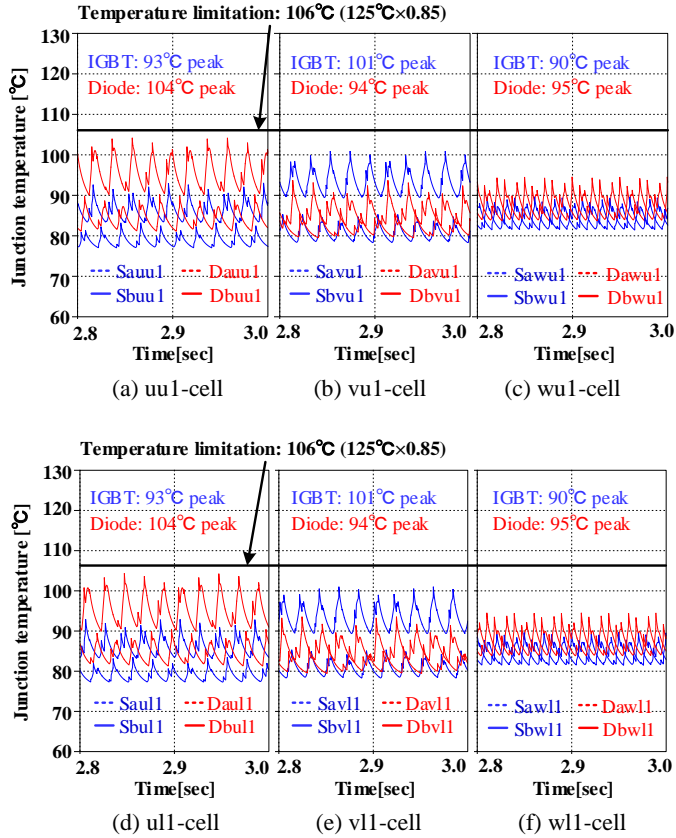 Temperature limitation: 106℃ (125℃×0.85)
Junction temperature [℃]
130
120
110
100
90
80
70
60
IGBT: 93℃ peak
Diode: 104℃ peak
Sauu1 Dauu1
Sbuu1 Dbuu1
IGBT: 101℃ peak
Diode: 94℃ peak
Savu1 Davu1
Sbvu1 Dbvu1
IGBT: 90℃ peak
Diode: 95℃ peak
Sawu1 Dawu1
Sbwu1 Dbwu1
2.8 2.9 3.0 2.8 2.9 3.0 2.8 2.9 3.0
Time[sec] Time[sec] Time[sec]
(a) uu1-cell (b) vu1-cell (c) wu1-cell
Temperature limitation: 106℃ (125℃×0.85)
Junction temperature [℃]
130
120
110
100
90
80
70
60
IGBT: 93℃ peak
Diode: 104℃ peak
Saul1 Daul1
Sbul1 Dbul1
IGBT: 101℃ peak
Diode: 94℃ peak
Savl1 Davl1
Sbvl1 Dbvl1
IGBT: 90℃ peak
Diode: 95℃ peak
Sawl1 Dawl1
Sbwl1 Dbwl1
2.8 2.9 3.0 2.8 2.9 3.0 2.8 2.9 3.0
Time[sec] Time[sec] Time[sec]
(d) ul1-cell (e) vl1-cell (f) wl1-cell